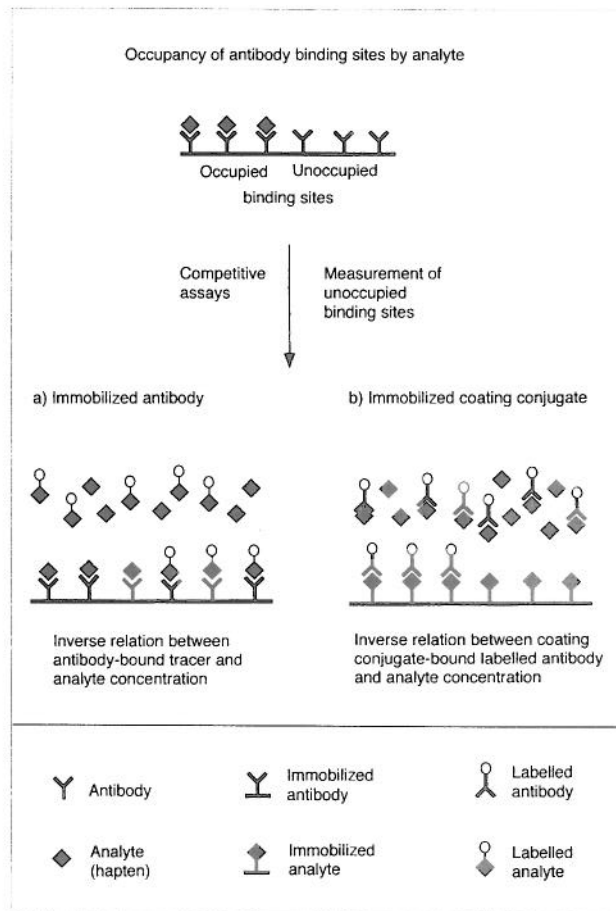 Occupancy of antibody binding sites by analyte
Occupied Unoccupied
binding sites
Competitive
assays
Measurement of
unoccupied
binding sites
a) Immobilized antibody
b) Immobilized coating conjugate
Inverse relation between
antibody-bound tracer and
analyte concentration
Inverse relation between coating
conjugate-bound labelled antibody
and analyte concentration
Antibody
Immobilized
antibody
Labelled
antibody
Analyte
(hapten)
Immobilized
analyte
Labelled
analyte